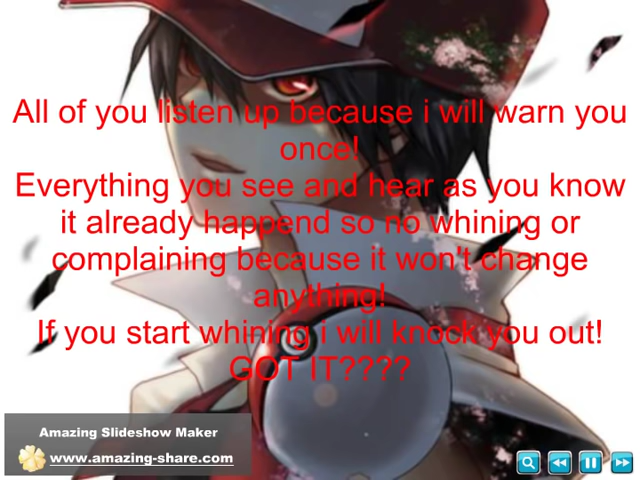 All of you listen up because i will warn you
once!
Everything you see and hear as you know
it already happend so no whining or
complaining because it won't change
anything!
If you start whining i will knock you out!
GOT IT????
Amazing Slideshow Maker
www.amazing-share.com